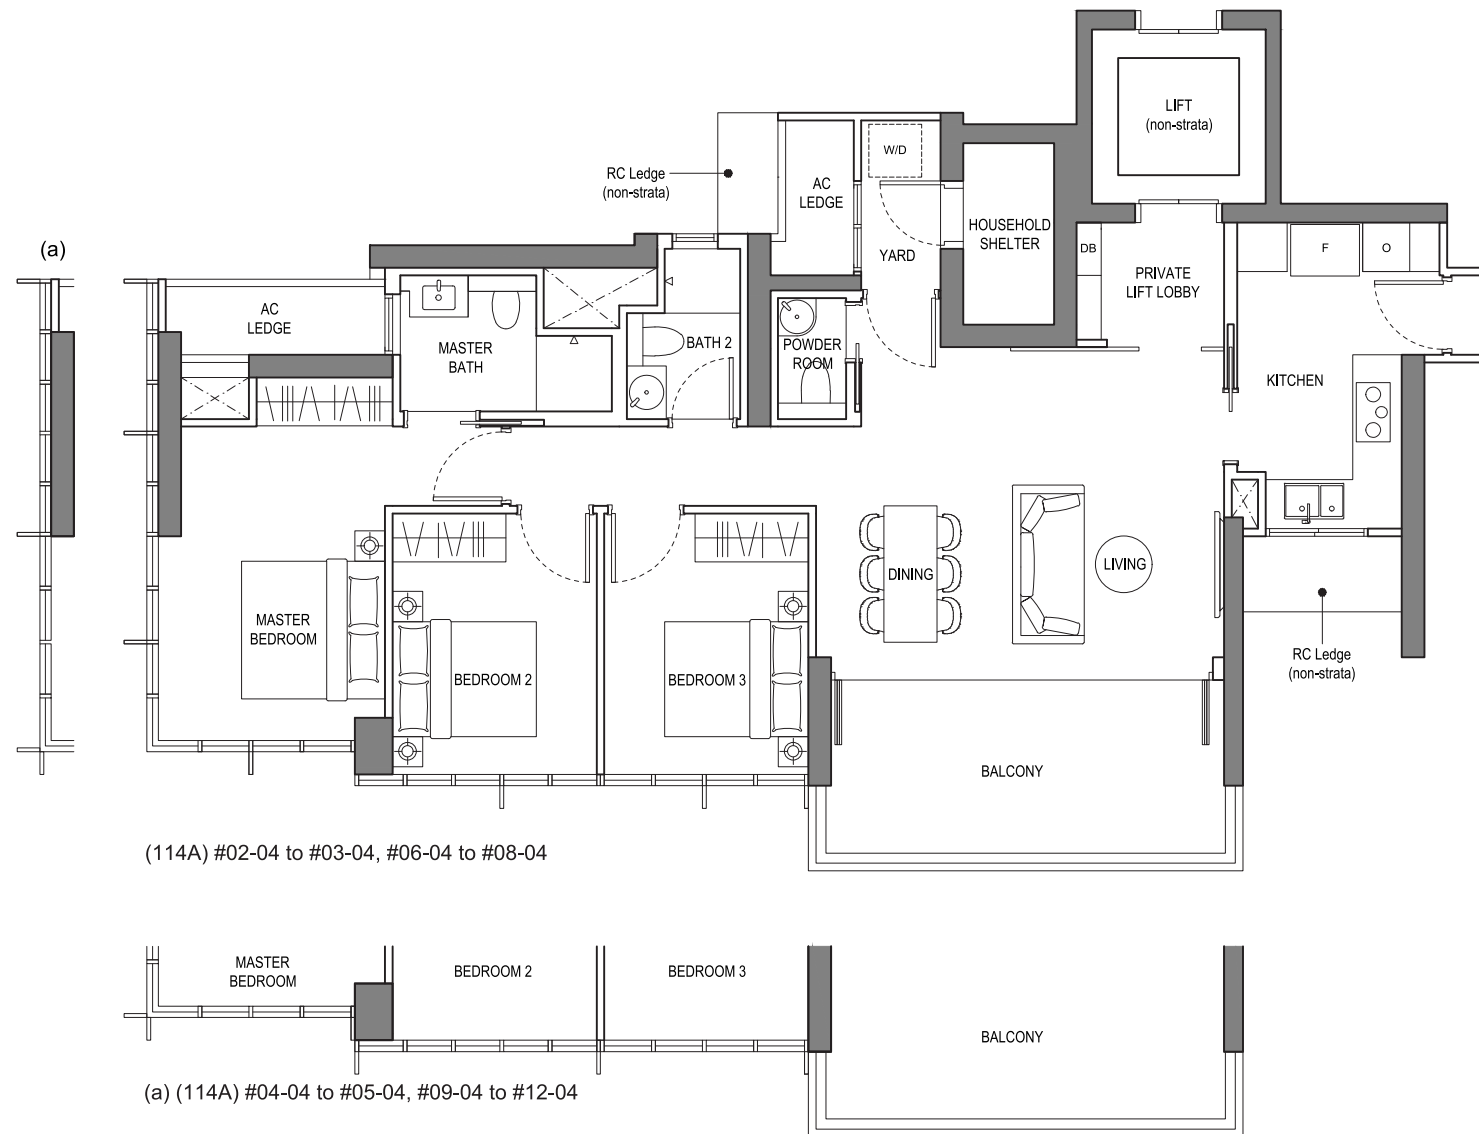 LIFT
(non-strata)
W/D
RC Ledge
(non-strata)
AC
LEDGE
HOUSEHOLD
SHELTER
YARD
DB
F
O
PRIVATE
LIFT LOBBY
(a)
AC
LEDGE
MASTER
BATH
BATH 2
POWDER
ROOM
KITCHEN
DINING
LIVING
MASTER
BEDROOM
BEDROOM 2
BEDROOM 3
RC Ledge
(non-strata)
BALCONY
(114A) #02-04 to #03-04, #06-04 to #08-04
MASTER
BEDROOM
BEDROOM 2
BEDROOM 3
BALCONY
(a) (114A) #04-04 to #05-04, #09-04 to #12-04